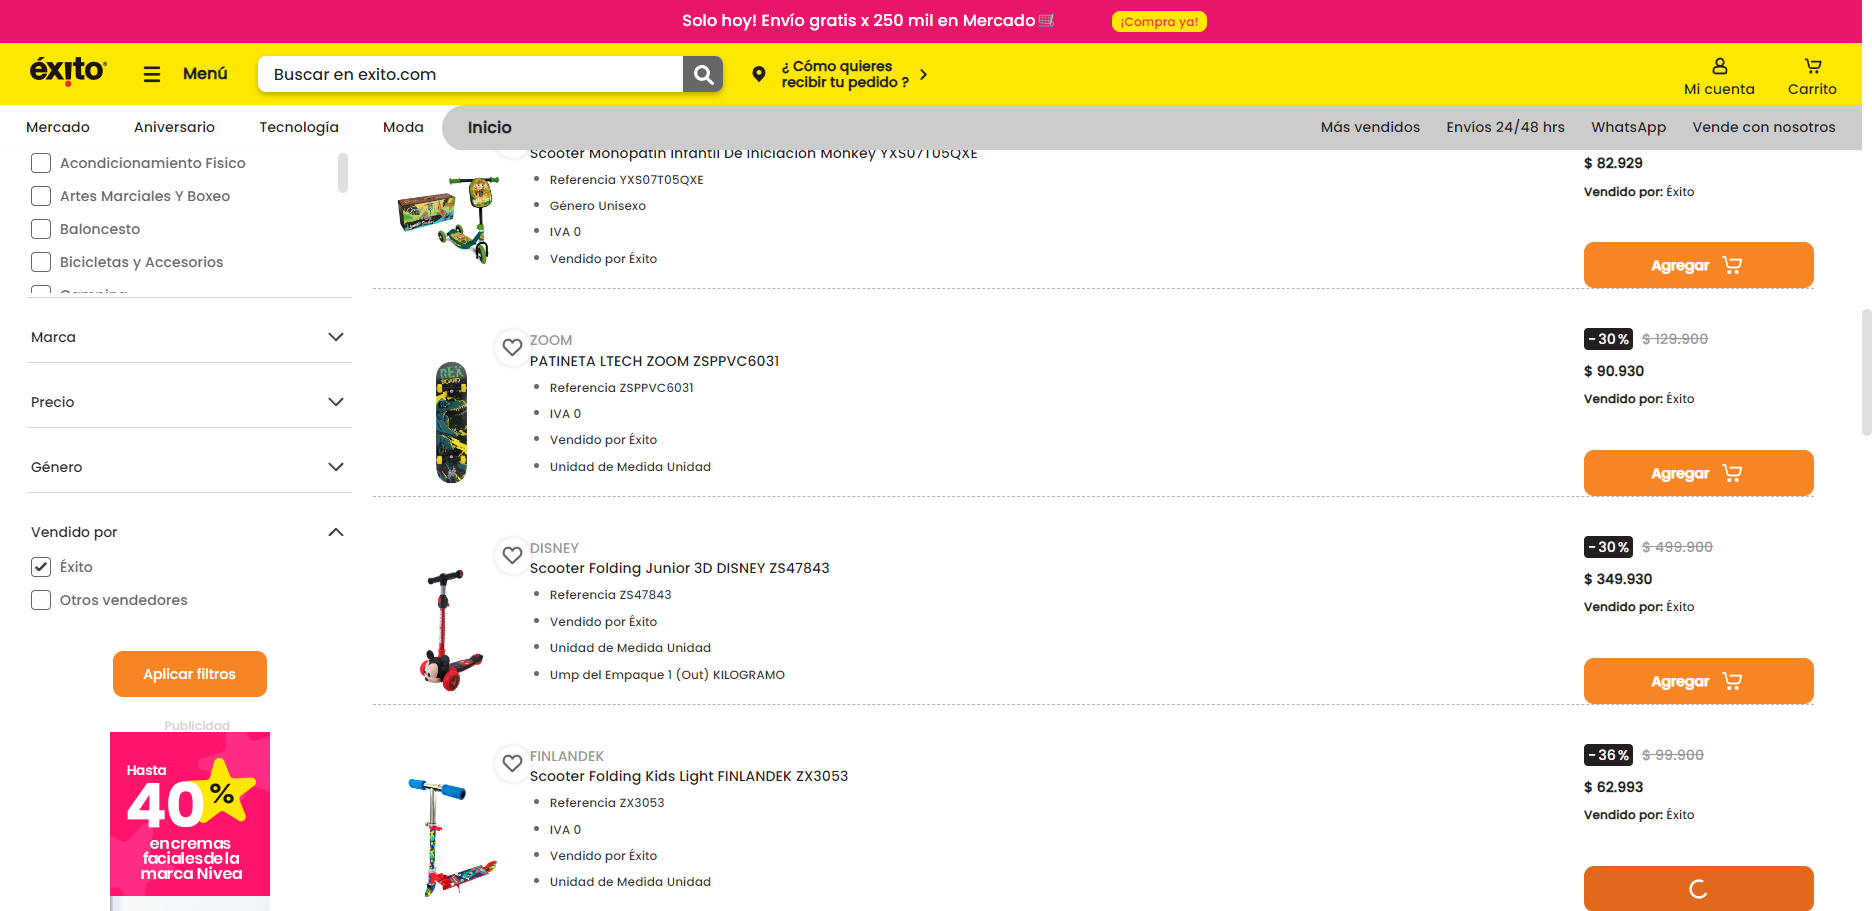 Solo hoy! Envío gratis x 250 mil en Mercado
¡Compra ya!
éxito
Menú
Buscar en exito.com
¿ Cómo quieres
recibir tu pedido ?
Mi cuenta
Carrito
Mercado
Aniversario
Tecnología
Moda
Inicio
Más vendidos
Envíos 24/48 hrs
WhatsApp
Vende con nosotros
Acondicionamiento Fisico
Artes Marciales Y Boxeo
Baloncesto
Bicicletas y Accesorios
Camping
Marca
Precio
Género
Vendido por
Éxito
Otros vendedores
Aplicar filtros
Publicidad
Hasta
40%
en cremas
faciales de la
marca Nivea
Scooter Monopatin Infantil De Iniciacion Monkey YXS07T05QXE
Referencia YXS07T05QXE
Género Unisexo
IVA 0
Vendido por Éxito
$ 82.929
Vendido por: Éxito
Agregar
ZOOM
PATINETA LTECH ZOOM ZSPPVC6031
Referencia ZSPPVC6031
IVA 0
Vendido por Éxito
Unidad de Medida Unidad
REX
BOARD
-30% $ 129.900
$ 90.930
Vendido por: Éxito
Agregar
DISNEY
Scooter Folding Junior 3D DISNEY ZS47843
Referencia ZS47843
Vendido por Éxito
Unidad de Medida Unidad
Ump del Empaque 1 (Out) KILOGRAMO
-30% $ 499.900
$ 349.930
Vendido por: Éxito
Agregar
FINLANDEK
Scooter Folding Kids Light FINLANDEK ZX3053
Referencia ZX3053
IVA 0
Vendido por Éxito
Unidad de Medida Unidad
-36% $ 99.900
$ 62.993
Vendido por: Éxito